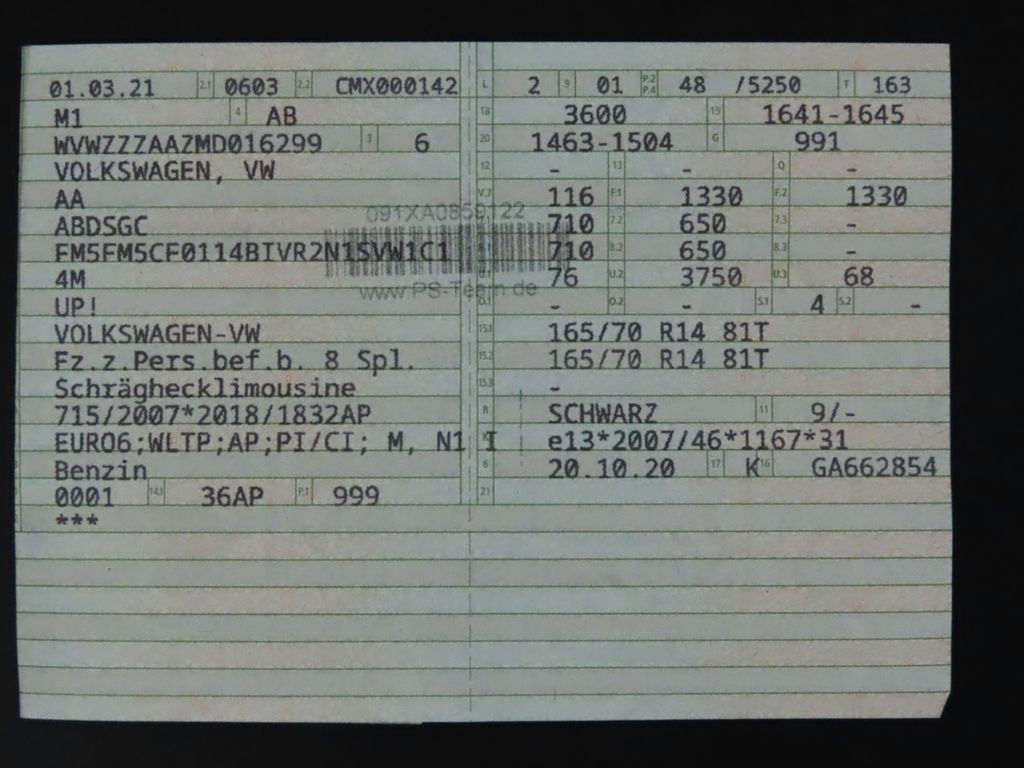 01.03.21 2.1 0603 2.2 CMX000142
M1 4 AB
WVWZZZAAZMD016299 3 6
VOLKSWAGEN, VW
AA
ABDSGC
FM5FM5CF0114BIVR2N1SVW1C1
4M
UP!
VOLKSWAGEN-VW
Fz.z.Pers.bef.b. 8 Spl.
Schräghecklimousine
715/2007*2018/1832AP
EURO6;WLTP;AP;PI/CI; M, N1 I
Benzin
0001 14.1 36AP P.1 999
***
091XA0859122
www.PS-Team.de
L 2 9 01 P.2 P.4 48 /5250 T 163
18 3600 19 1641-1645
20 1463-1504 G 991
12 - 13 - Q -
V.7 116 F.1 1330 F.2 1330
710 7.2 650 7.3 -
8.1 710 8.2 650 8.3 -
U.1 76 U.2 3750 U.3 68
O.1 - O.2 - S.1 4 S.2 -
15.1 165/70 R14 81T
15.2 165/70 R14 81T
15.3 -
R SCHWARZ 11 9/-
K e13*2007/46*1167*31
6 20.10.20 17 K 16 GA662854
21